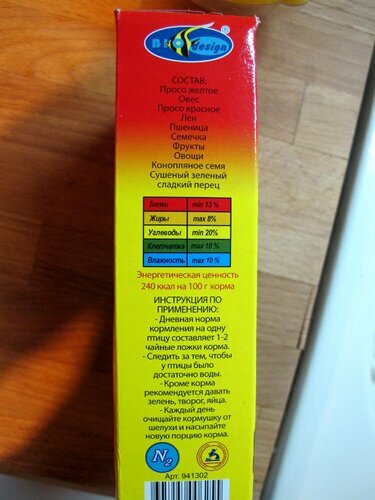 BIO design ®
СОСТАВ:
Просо желтое
Овес
Просо красное
Лен
Пшеница
Семечка
Фрукты
Овощи
Конопляное семя
Сушеный зеленый
сладкий перец
Белки min 13 %
Жиры max 8%
Углеводы min 20%
Клетчатка max 10 %
Влажность max 10 %
Энергетическая ценность
240 ккал на 100 г корма
ИНСТРУКЦИЯ ПО
ПРИМЕНЕНИЮ:
- Дневная норма
кормления на одну
птицу составляет 1-2
чайные ложки корма.
- Следить за тем, чтобы
у птицы было
достаточно воды.
- Кроме корма
рекомендуется давать
зелень, творог, яйца.
- Каждый день
очищайте кормушку от
шелухи и насыпайте
новую порцию корма.
N2
Арт. 941302